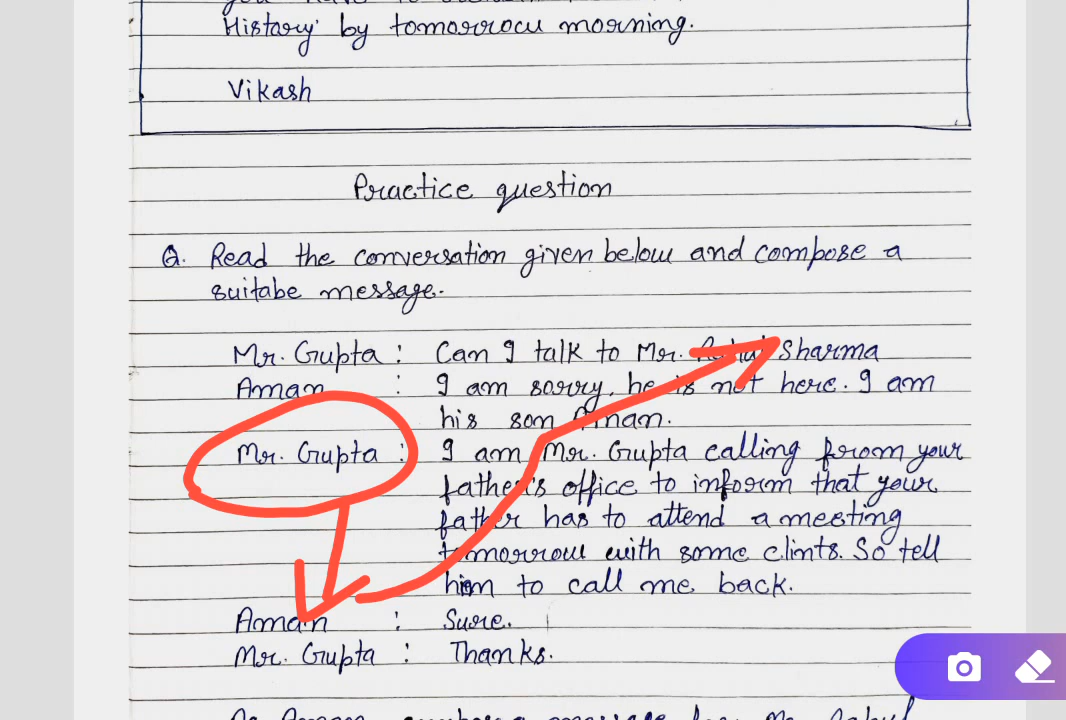 History' by tomorrow morning.
Vikash
Practice question
Q. Read the conversation given below and compose a
suitabe message.
Mr. Gupta : Can I talk to Mr. Rahul Sharma
Aman : I am sorry, he is not here. I am
his son Aman.
Mr. Gupta : I am Mr. Gupta calling from your
father's office to inform that your
father has to attend a meeting
tomorrow with some clints. So tell
him to call me back.
Aman : Sure.
Mr. Gupta : Thanks.